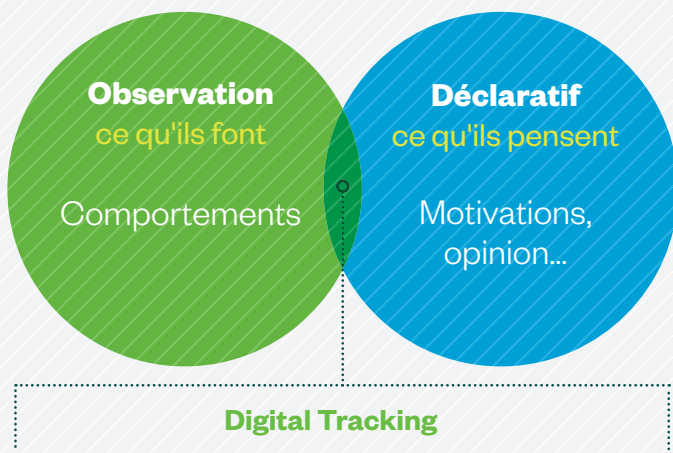 Observation
ce qu'ils font
Comportements
Déclaratif
ce qu'ils pensent
Motivations,
opinion...
Digital Tracking